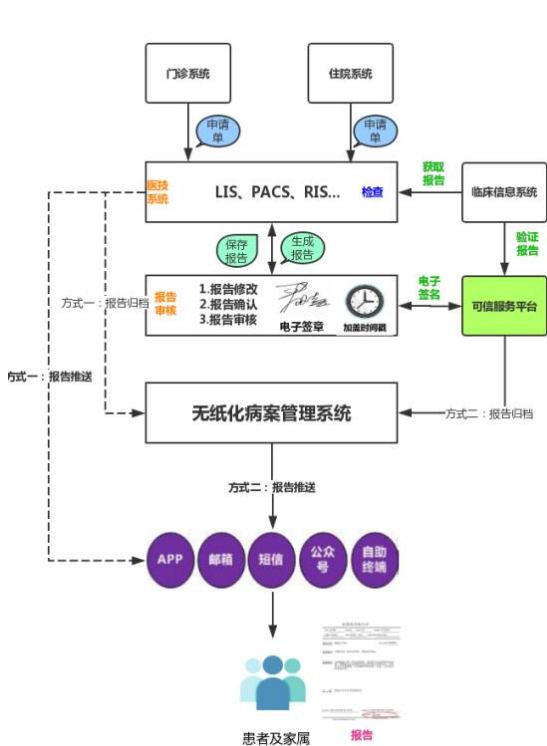 门诊系统
住院系统
申请
单
申请
单
医技
系统
LIS、PACS、RIS...
检查
获取
报告
临床信息系统
保存
报告
生成
报告
验证
报告
方式一：报告归档
报告
审核
1.报告修改
2.报告确认
3.报告审核
电子签章
加盖时间戳
电子
签名
可信服务平台
方式一：报告推送
无纸化病案管理系统
方式二：报告归档
方式二：报告推送
APP
邮箱
短信
公众
号
自助
终端
患者及家属
报告